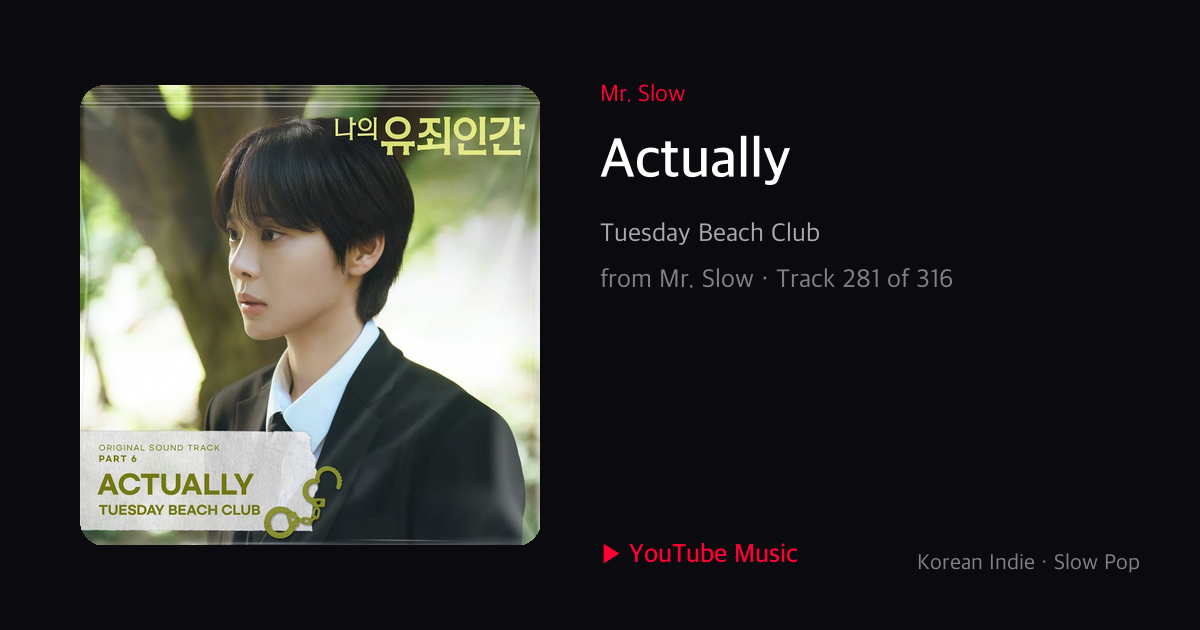 나의 유죄인간
ORIGINAL SOUND TRACK
PART 6
ACTUALLY
TUESDAY BEACH CLUB
Mr. Slow
Actually
Tuesday Beach Club
from Mr. Slow · Track 281 of 316
YouTube Music
Korean Indie · Slow Pop